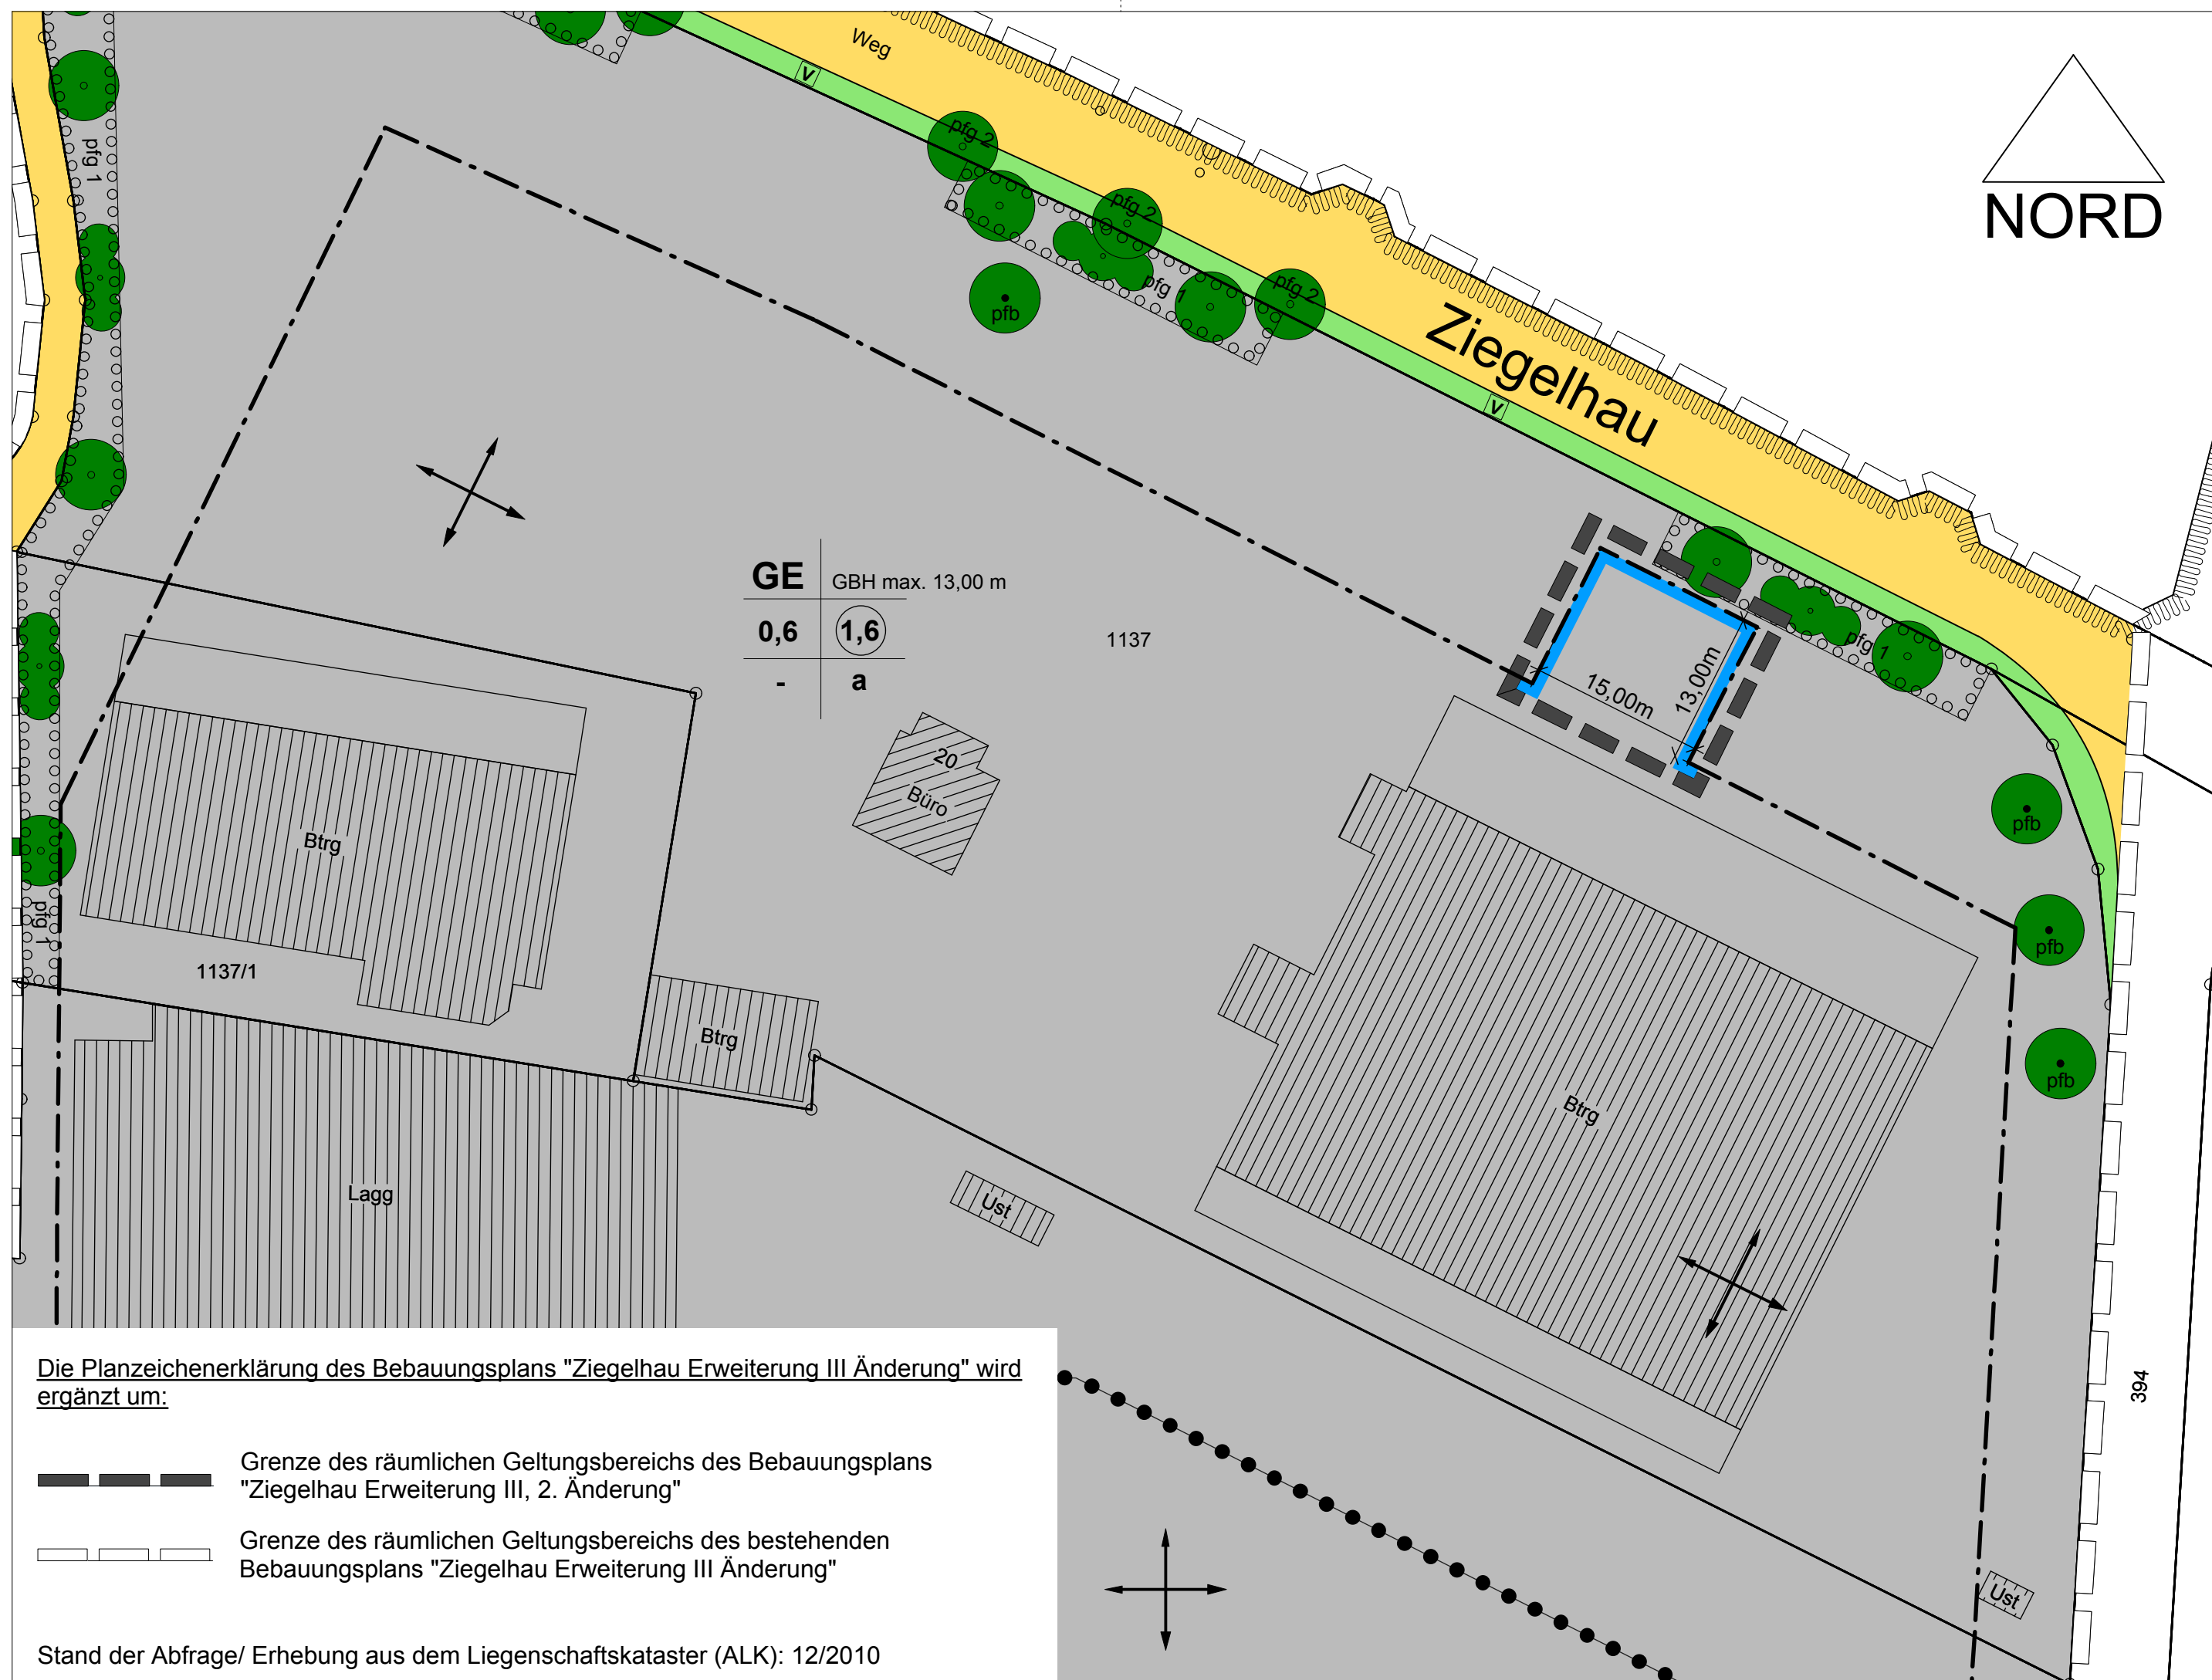 Weg
V
pfg 2
pfg 1
NORD
pfg 2
pfb
pfg 1
pfg 2
Ziegelhau
V
GE
GBH max. 13,00 m
0,6
1,6
-
a
1137
15,00m
13,00m
pfg 1
20
Büro
Btrg
pfb
pfg 1
pfb
1137/1
Btrg
pfb
Btrg
Lagg
Ust
394
Ust
Die Planzeichenerklärung des Bebauungsplans "Ziegelhau Erweiterung III Änderung" wird
ergänzt um:
Grenze des räumlichen Geltungsbereichs des Bebauungsplans
"Ziegelhau Erweiterung III, 2. Änderung"
Grenze des räumlichen Geltungsbereichs des bestehenden
Bebauungsplans "Ziegelhau Erweiterung III Änderung"
Stand der Abfrage/ Erhebung aus dem Liegenschaftskataster (ALK): 12/2010